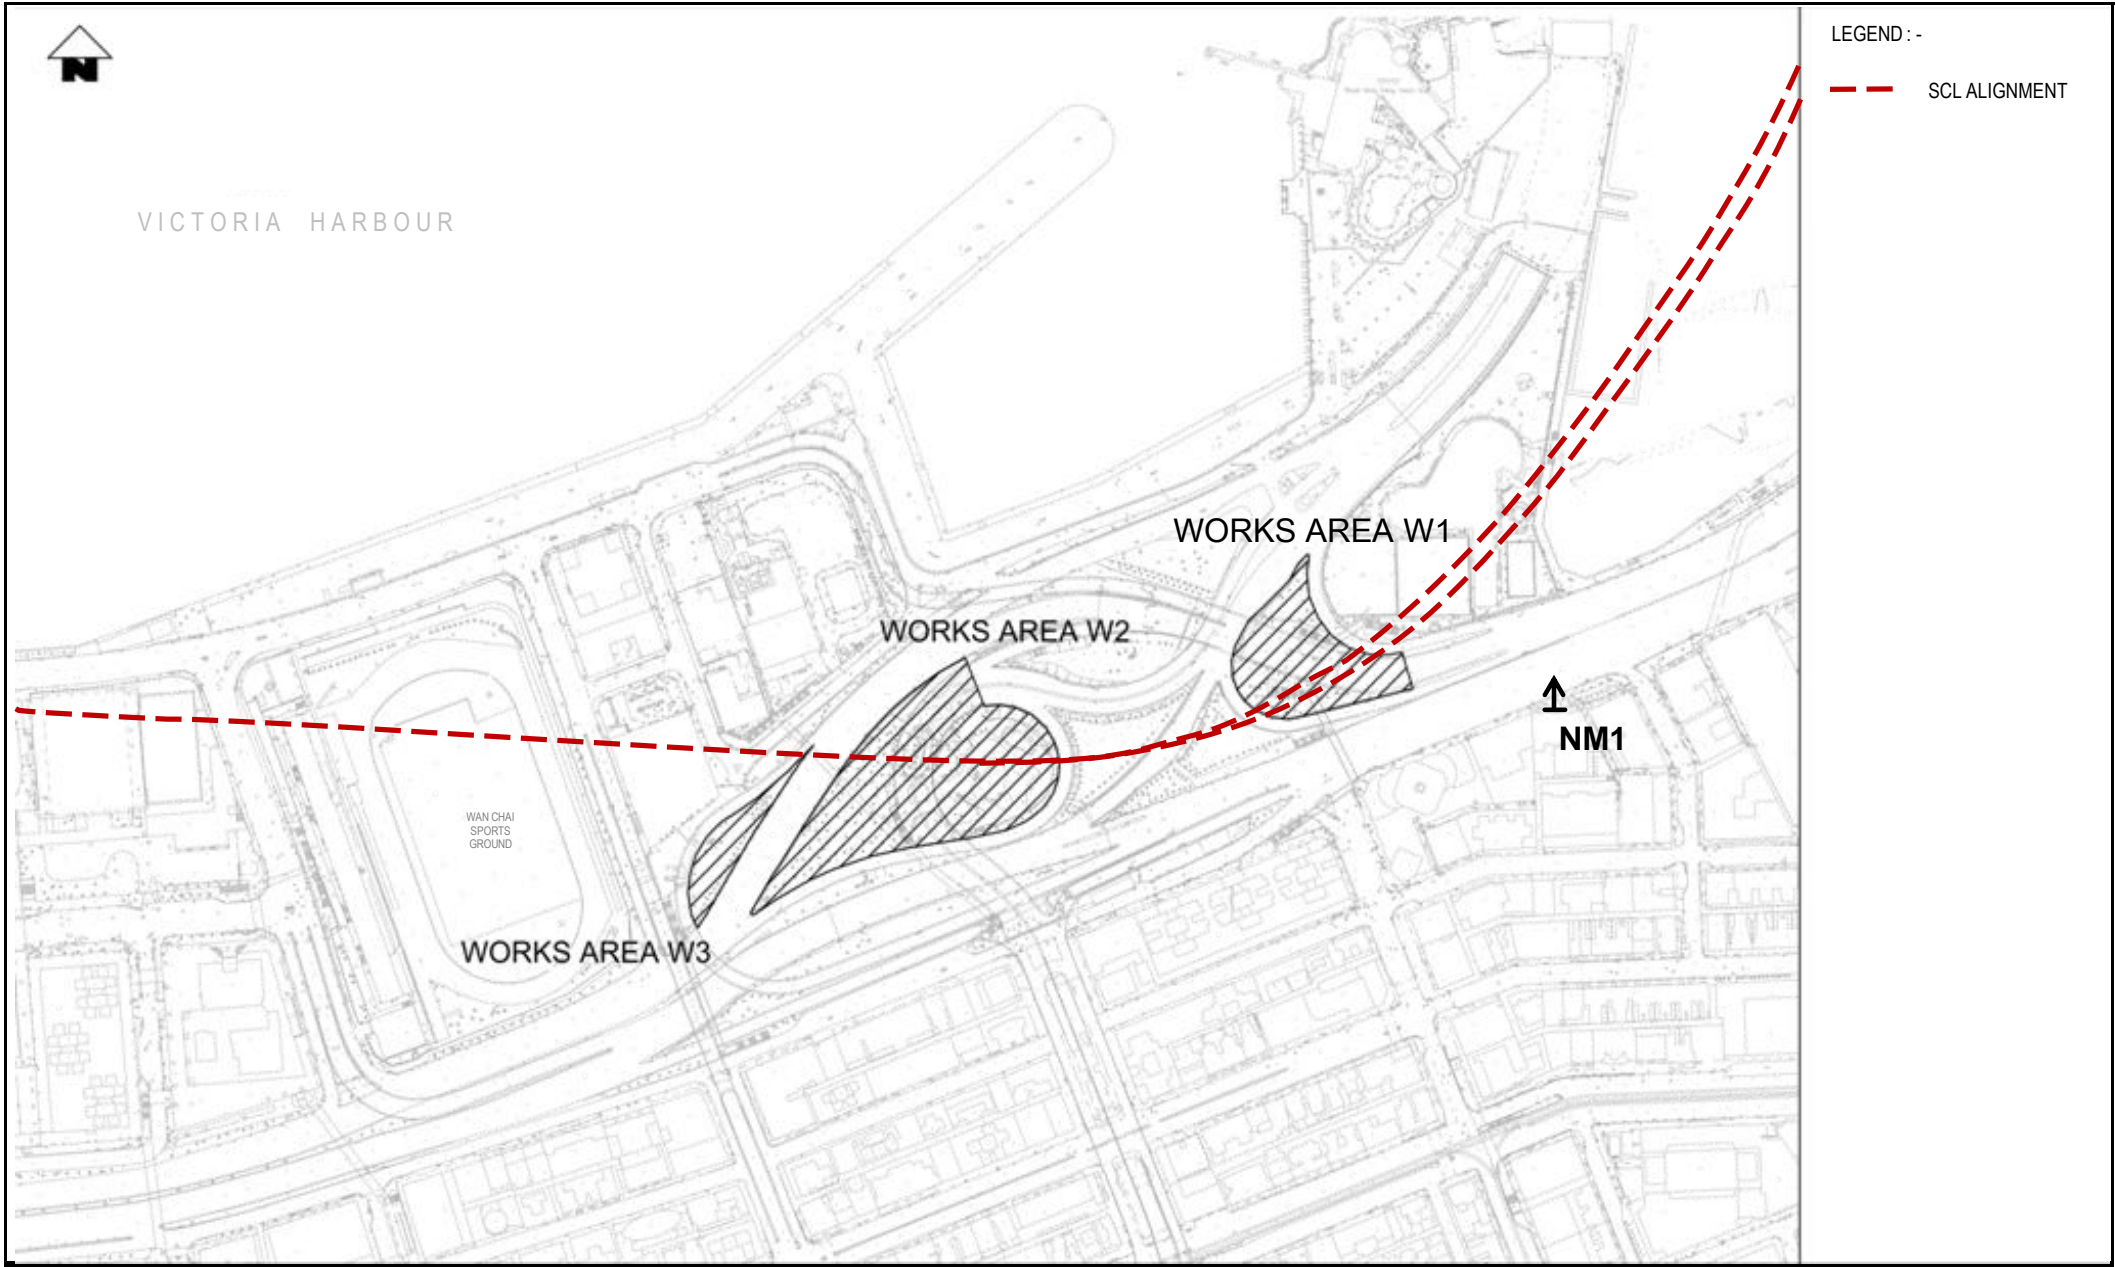 N
LEGEND : -
SCL ALIGNMENT
VICTORIA HARBOUR
WORKS AREA W1
WORKS AREA W2
NM1
WAN CHAI
SPORTS
GROUND
WORKS AREA W3